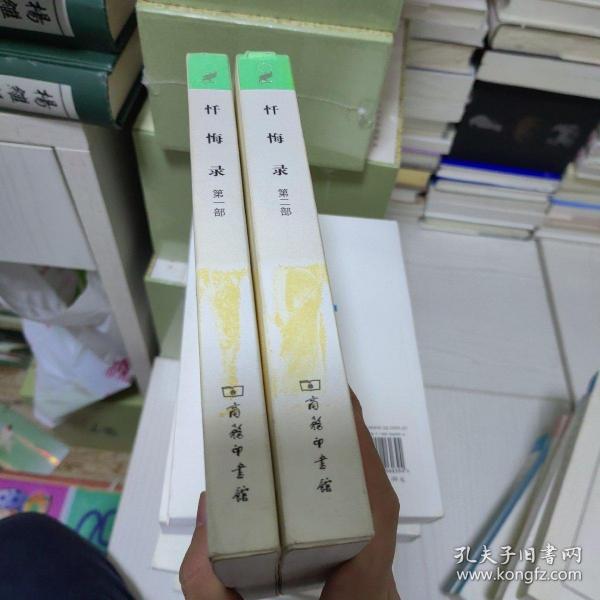 忏悔录
第一部
商务印书馆
忏悔录
第二部
商务印书馆
孔夫子旧书网
www.kongfz.com